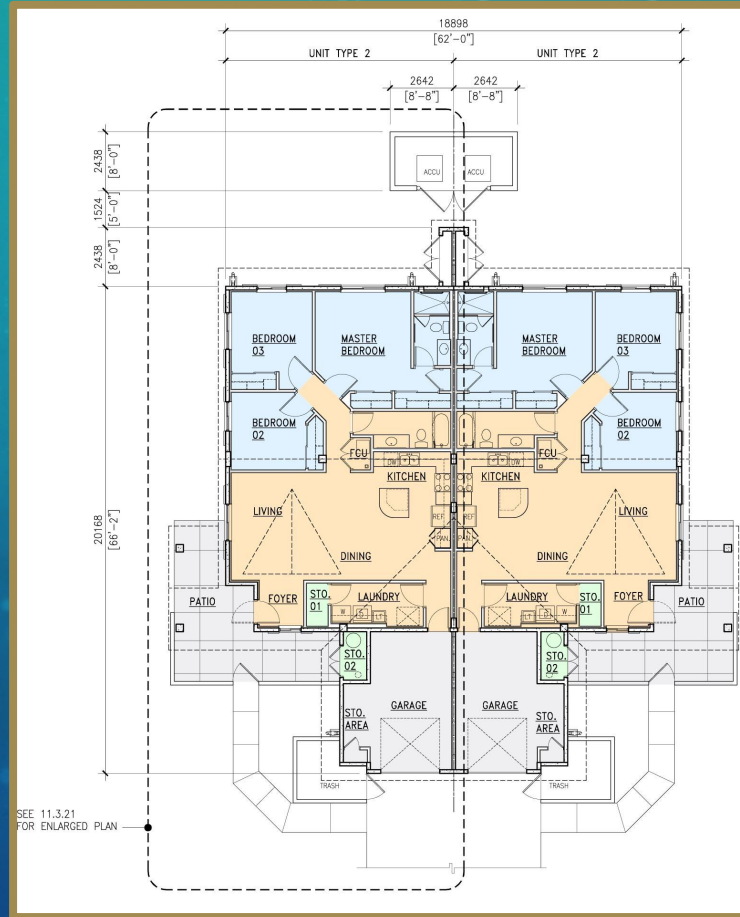 18898
[62'-0"]
UNIT TYPE 2
UNIT TYPE 2
2642
[8'-8"]
2642
[8'-8"]
2438
[8'-0"]
1524
[5'-0"]
2438
[8'-0"]
20168
[66'-2"]
ACCU
ACCU
BEDROOM
03
MASTER
BEDROOM
MASTER
BEDROOM
BEDROOM
03
BEDROOM
02
BEDROOM
02
FCU
DW
DW
FCU
KITCHEN
KITCHEN
LIVING
REF
REF
LIVING
PAN.
PAN.
DINING
DINING
PATIO
FOYER
STO.
01
LAUNDRY
LAUNDRY
STO.
01
FOYER
PATIO
W
LT
LT
W
STO.
02
STO.
02
GARAGE
GARAGE
STO.
AREA
STO.
AREA
TRASH
TRASH
SEE 11.3.21
FOR ENLARGED PLAN